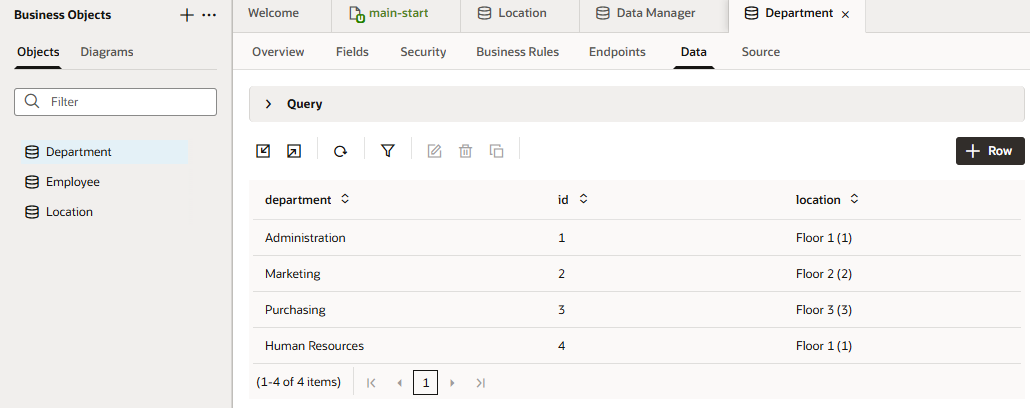 Business Objects
Objects Diagrams
Filter
Department
Employee
Location
Welcome main-start Location Data Manager Department
Overview Fields Security Business Rules Endpoints Data Source
Query
Row
department id location
Administration 1 Floor 1 (1)
Marketing 2 Floor 2 (2)
Purchasing 3 Floor 3 (3)
Human Resources 4 Floor 1 (1)
(1-4 of 4 items) 1